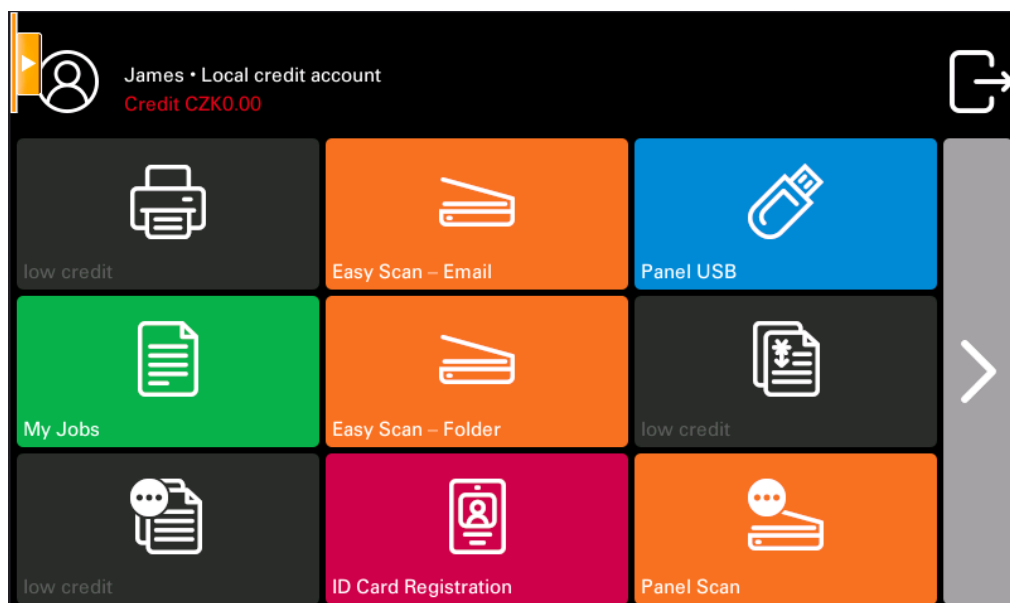 James • Local credit account
Credit CZK0.00
low credit
Easy Scan – Email
Panel USB
My Jobs
Easy Scan – Folder
low credit
low credit
ID Card Registration
Panel Scan